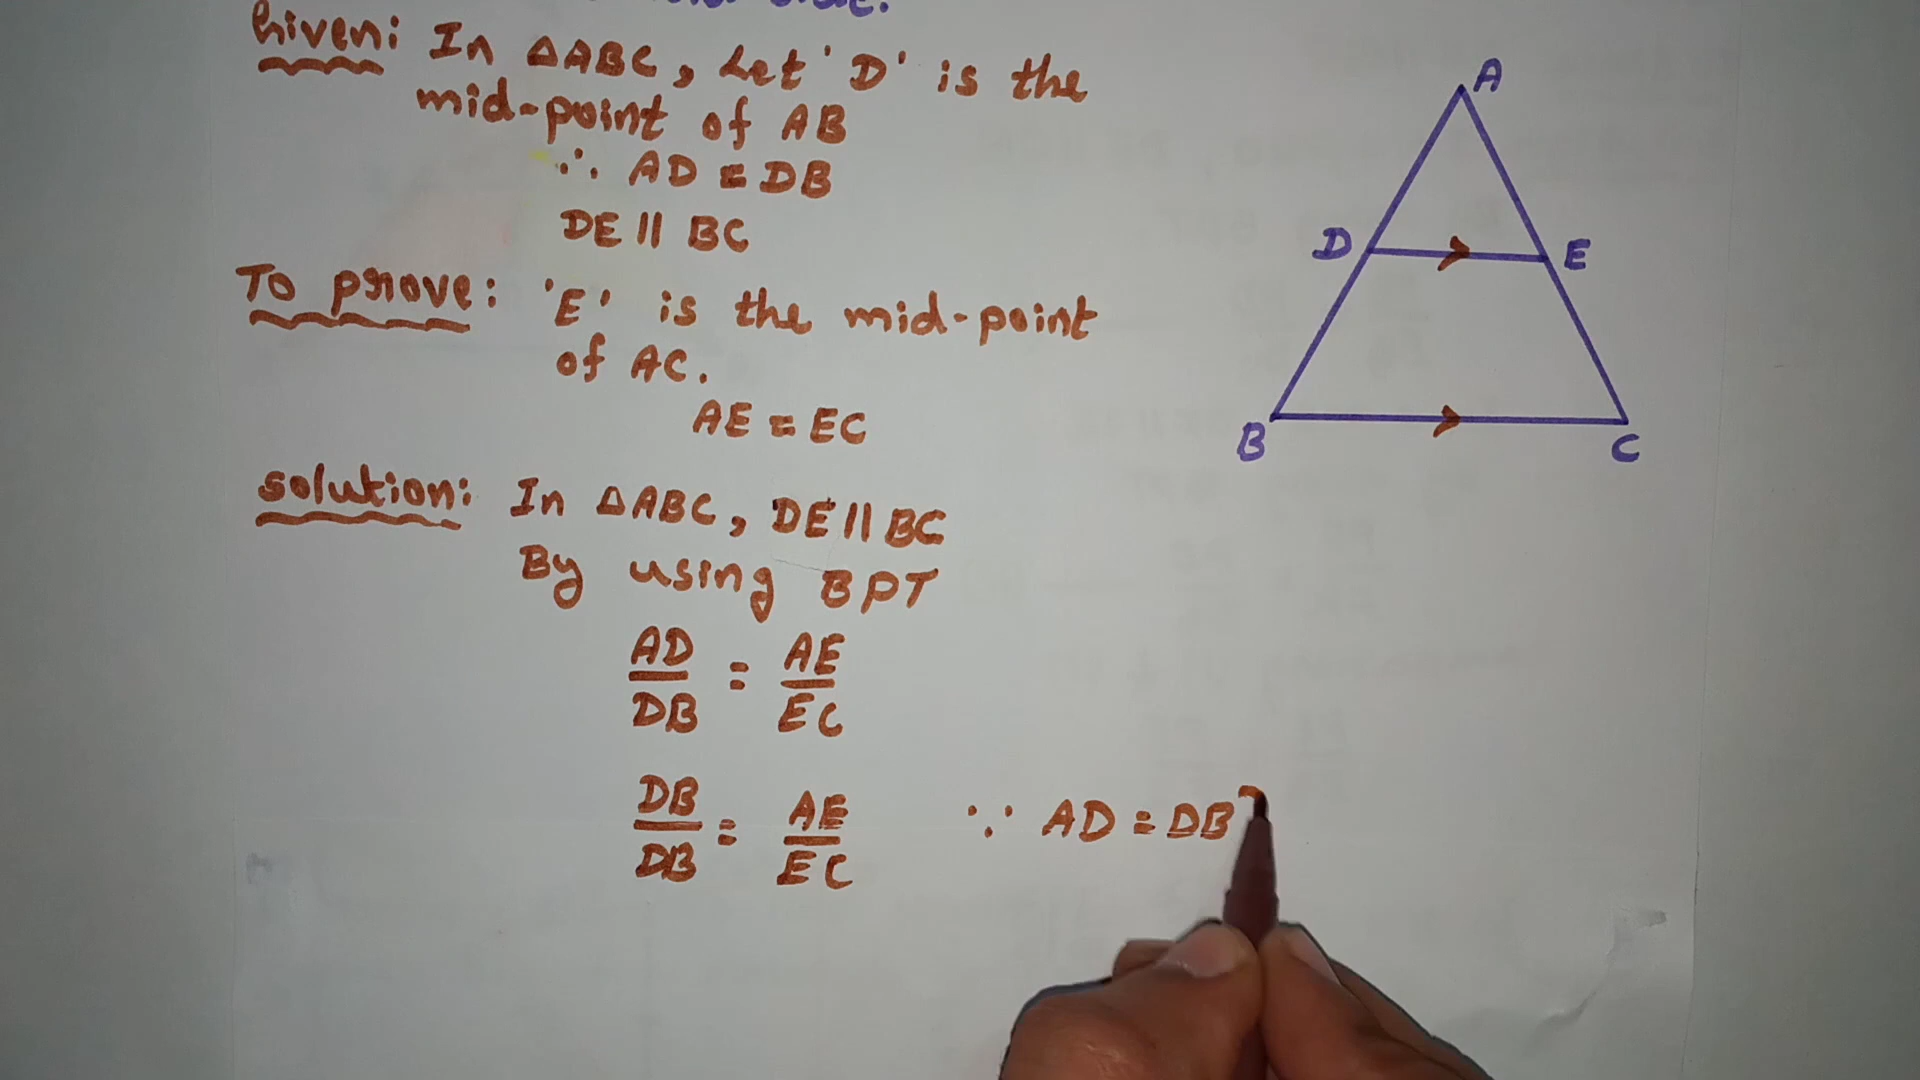 Given: In △ABC, Let 'D' is the
mid-point of AB
∴ AD = DB
DE || BC
To prove: 'E' is the mid-point
of AC.
AE = EC
solution: In △ABC, DE || BC
By using BPT
AD/DB = AE/EC
DB/DB = AE/EC ∵ AD = DB
A
D E
B C